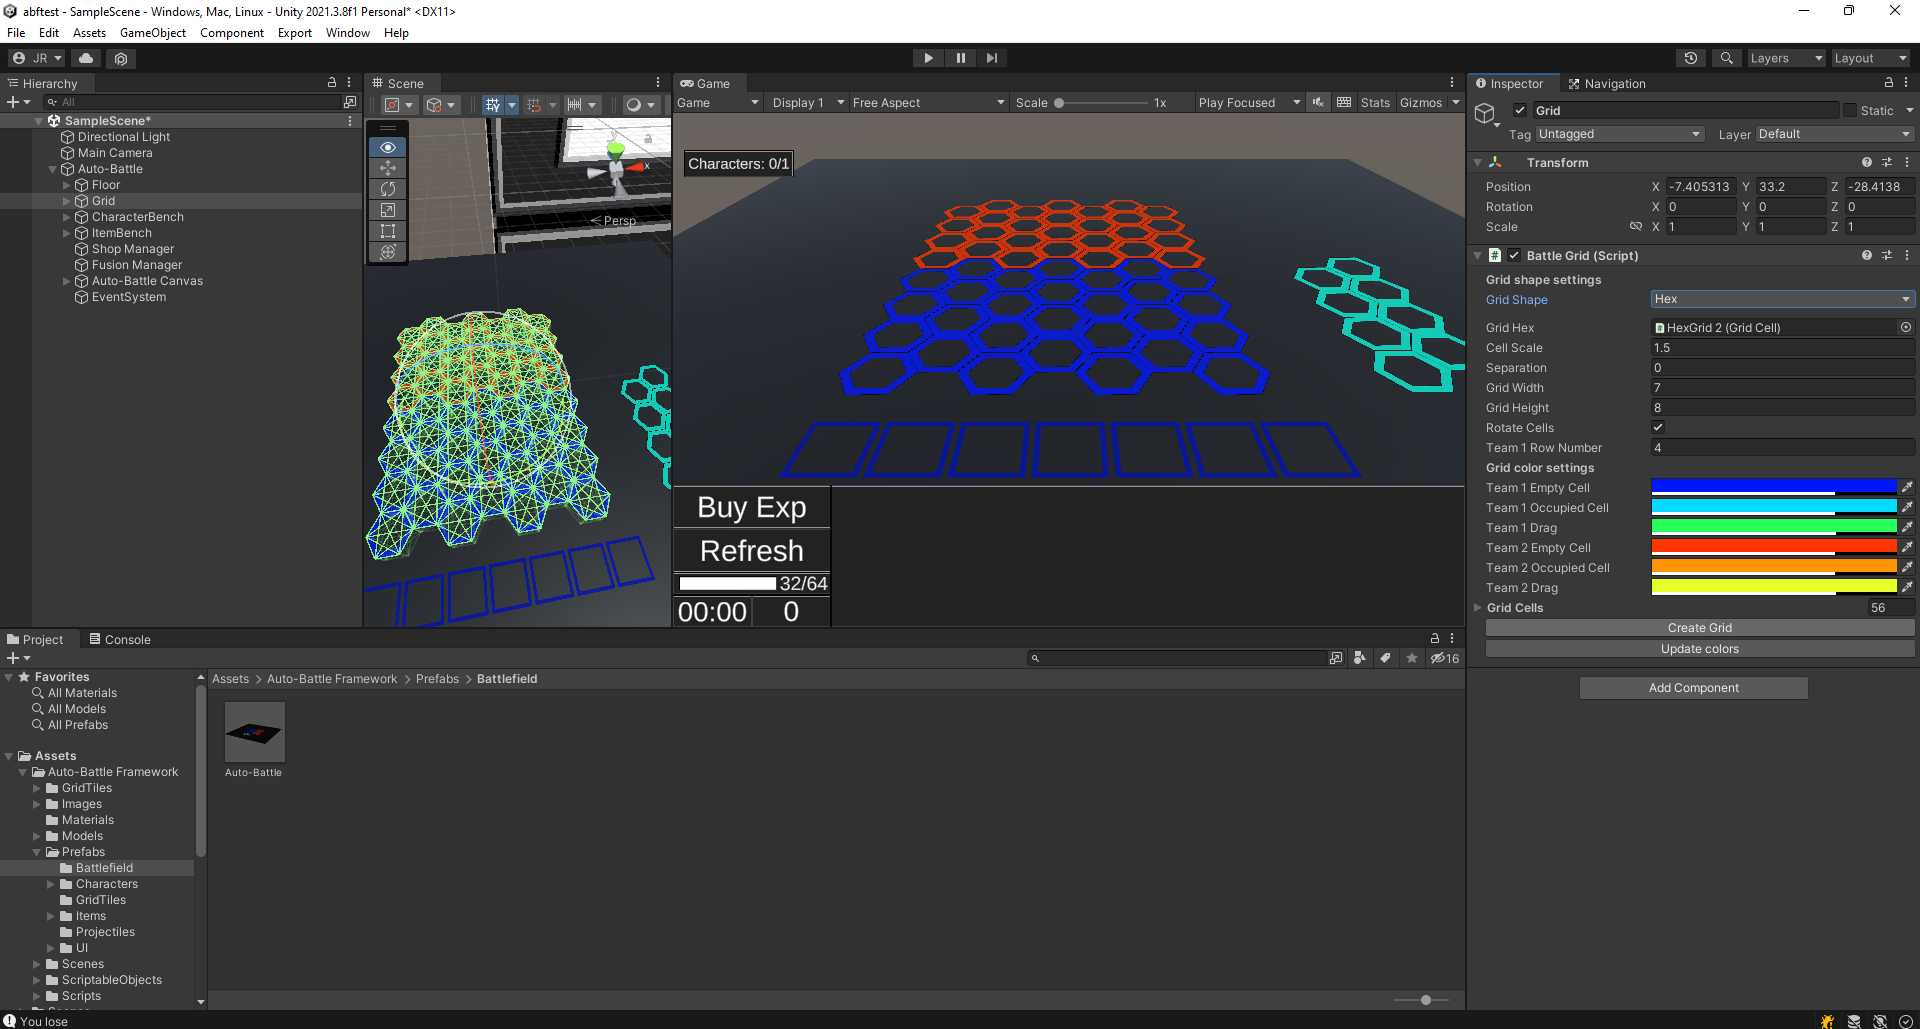 abftest - SampleScene - Windows, Mac, Linux - Unity 2021.3.8f1 Personal* <DX11>
File Edit Assets GameObject Component Export Window Help
JR Layers Layout
Hierarchy
All
SampleScene*
Directional Light
Main Camera
Auto-Battle
Floor
Grid
CharacterBench
ItemBench
Shop Manager
Fusion Manager
Auto-Battle Canvas
EventSystem
Scene
y
x
< Persp
Game
Game Display 1 Free Aspect Scale 1x Play Focused Stats Gizmos
Characters: 0/1
Buy Exp
Refresh
32/64
00:00 0
Inspector Navigation
Grid Static
Tag Untagged Layer Default
Transform
Position X -7.405313 Y 33.2 Z -28.4138
Rotation X 0 Y 0 Z 0
Scale X 1 Y 1 Z 1
# Battle Grid (Script)
Grid shape settings
Grid Shape Hex
Grid Hex HexGrid 2 (Grid Cell)
Cell Scale 1.5
Separation 0
Grid Width 7
Grid Height 8
Rotate Cells
Team 1 Row Number 4
Grid color settings
Team 1 Empty Cell
Team 1 Occupied Cell
Team 1 Drag
Team 2 Empty Cell
Team 2 Occupied Cell
Team 2 Drag
Grid Cells 56
Create Grid
Update colors
Add Component
Project Console
16
Favorites
All Materials
All Models
All Prefabs
Assets
Auto-Battle Framework
GridTiles
Images
Materials
Models
Prefabs
Battlefield
Characters
GridTiles
Items
Projectiles
UI
Scenes
ScriptableObjects
Scripts
Assets > Auto-Battle Framework > Prefabs > Battlefield
Auto-Battle
You lose